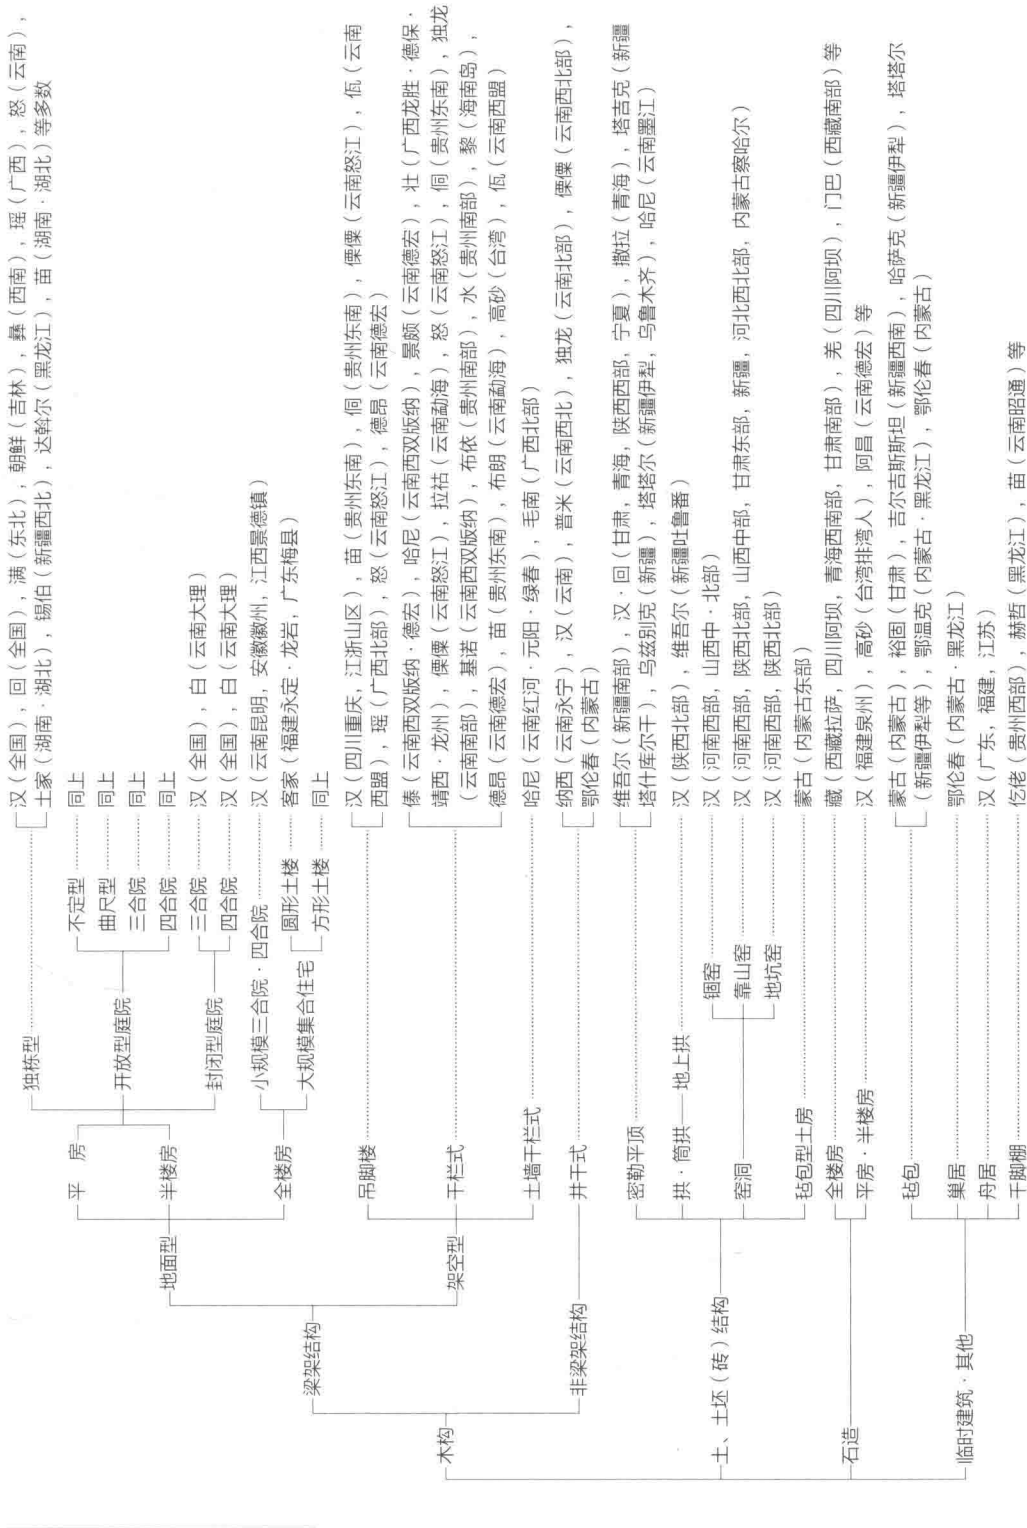 木构
梁架结构
地面型
平 房
半楼房
独栋型
汉（全国），回（全国），满（东北），朝鲜（吉林），彝（西南），瑶（广西），怒（云南），
土家（湖南·湖北），锡伯（新疆西北），达斡尔（黑龙江），苗（湖南·湖北）等多数
开放型庭院
不定型
同上
曲尺型
同上
三合院
同上
四合院
同上
封闭型庭院
三合院
汉（全国），白（云南大理）
四合院
汉（全国），白（云南大理）
全楼房
小规模三合院·四合院
汉（云南昆明，安徽徽州，江西景德镇）
大规模集合住宅
圆形土楼
客家（福建永定·龙岩，广东梅县）
方形土楼
同上
架空型
吊脚楼
汉（四川重庆，江浙山区），苗（贵州东南），侗（贵州东南），傈僳（云南怒江），佤（云南
西盟），瑶（广西北部），怒（云南怒江），德昂（云南德宏）
干栏式
傣（云南西双版纳·德宏），哈尼（云南西双版纳），景颇（云南德宏），壮（广西龙胜·德保·
靖西·龙州），傈僳（云南怒江），拉祜（云南勐海），怒（云南怒江），侗（贵州东南），独龙
（云南南部），基诺（云南西双版纳），布依（贵州南部），水（贵州南部），黎（海南岛），
德昂（云南德宏），苗（贵州东南），布朗（云南勐海），高砂（台湾），佤（云南西盟）
土墙干栏式
哈尼（云南红河·元阳·绿春），毛南（广西北部）
非梁架结构
井干式
纳西（云南永宁），汉（云南），普米（云南西北），独龙（云南北部），傈僳（云南西北部），
鄂伦春（内蒙古）
土、土坯（砖）结构
密勒平顶
维吾尔（新疆南部），汉·回（甘肃，青海，陕西西部，宁夏），撒拉（青海），塔吉克（新疆
塔什库尔干），乌兹别克（新疆），塔塔尔（新疆伊犁，乌鲁木齐），哈尼（云南墨江）
拱·筒拱
地上拱
汉（陕西北部），维吾尔（新疆吐鲁番）
窑洞
锢窑
汉（河南西部，山西中·北部）
靠山窑
汉（河南西部，陕西北部，山西中部，甘肃东部，新疆，河北西北部，内蒙古察哈尔）
地坑窑
汉（河南西部，陕西北部）
毡包型土房
蒙古（内蒙古东部）
石造
全楼房
藏（西藏拉萨，四川阿坝，青海西南部，甘肃南部），羌（四川阿坝），门巴（西藏南部）等
平房·半楼房
汉（福建泉州），高砂（台湾排湾人），阿昌（云南德宏）等
临时建筑·其他
毡包
蒙古（内蒙古），裕固（甘肃），吉尔吉斯斯坦（新疆西南），哈萨克（新疆伊犁），塔塔尔
（新疆伊犁等），鄂温克（内蒙古·黑龙江），鄂伦春（内蒙古）
巢居
鄂伦春（内蒙古·黑龙江）
舟居
汉（广东，福建，江苏）
千脚棚
仡佬（贵州西部），赫哲（黑龙江），苗（云南昭通）等